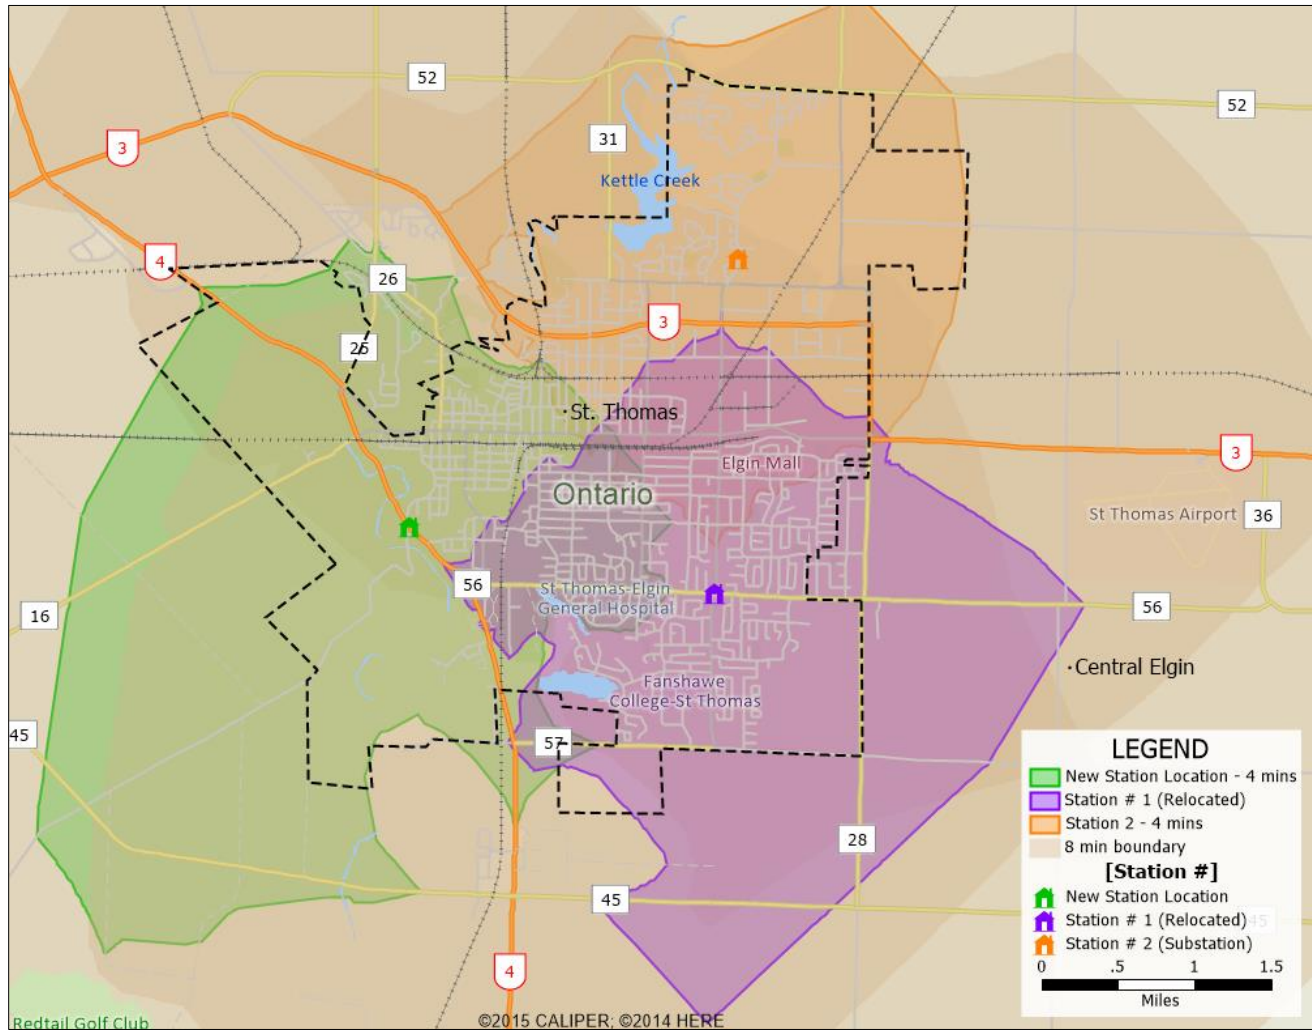 52
52
31
3
Kettle Creek
4
26
3
25
St. Thomas
Elgin Mall
3
Ontario
St Thomas Airport
36
56
St Thomas-Elgin
General Hospital
16
56
Central Elgin
Fanshawe
College-St Thomas
45
57
LEGEND
New Station Location - 4 mins
Station # 1 (Relocated)
Station 2 - 4 mins
8 min boundary
[Station #]
New Station Location
Station # 1 (Relocated)
Station # 2 (Substation)
0 .5 1 1.5
Miles
28
45
45
4
Redtail Golf Club
©2015 CALIPER; ©2014 HERE